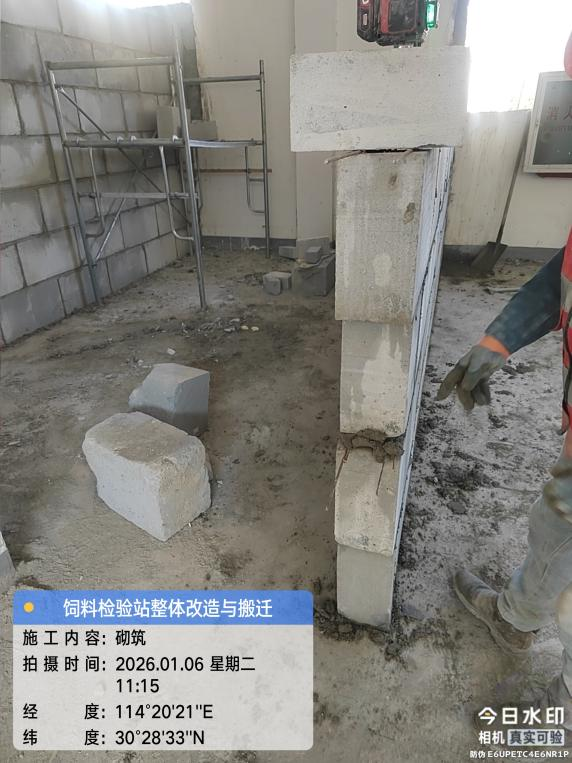 消
饲料检验站整体改造与搬迁
施工内容：砌筑
拍摄时间：2026.01.06 星期二
11:15
经度：114°20'21"E
纬度：30°28'33"N
今日水印
相机 真实可验
防伪 E6UPETC4E6NR1P